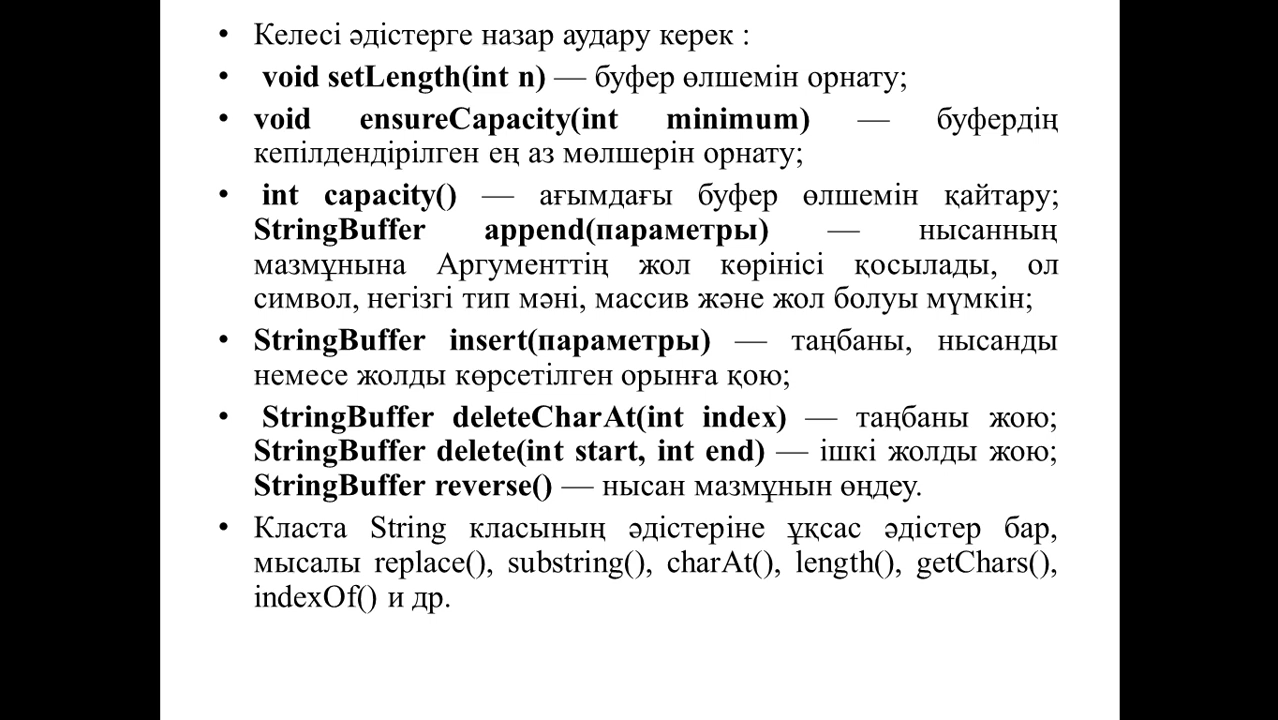 • Келесі әдістерге назар аудару керек :
• void setLength(int n) — буфер өлшемін орнату;
• void ensureCapacity(int minimum) — буфердің
кепілдендірілген ең аз мөлшерін орнату;
• int capacity() — ағымдағы буфер өлшемін қайтару;
StringBuffer append(параметры) — нысанның
мазмұнына Аргументтің жол көрінісі қосылады, ол
символ, негізгі тип мәні, массив және жол болуы мүмкін;
• StringBuffer insert(параметры) — таңбаны, нысанды
немесе жолды көрсетілген орынға қою;
• StringBuffer deleteCharAt(int index) — таңбаны жою;
StringBuffer delete(int start, int end) — ішкі жолды жою;
StringBuffer reverse() — нысан мазмұнын өңдеу.
• Класта String класының әдістеріне ұқсас әдістер бар,
мысалы replace(), substring(), charAt(), length(), getChars(),
indexOf() и др.